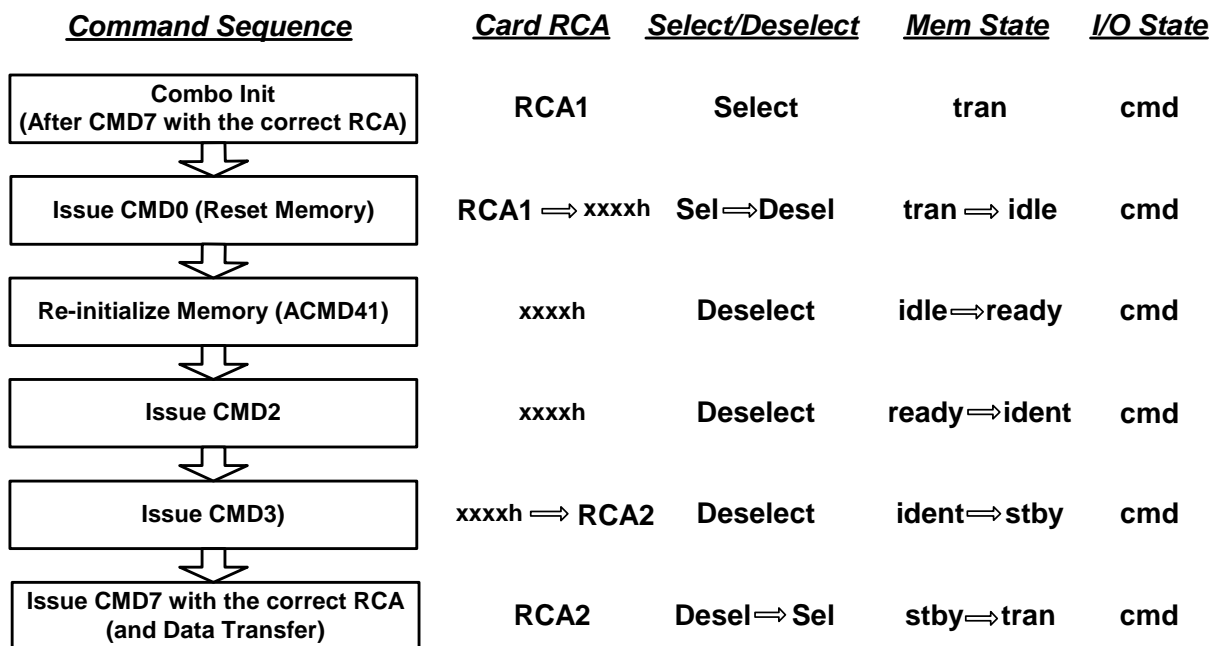 Command Sequence Card RCA Select/Deselect Mem State I/O State
Combo Init
(After CMD7 with the correct RCA) RCA1 Select tran cmd
Issue CMD0 (Reset Memory) RCA1 ⇒ xxxxh Sel⇒Desel tran ⇒ idle cmd
Re-initialize Memory (ACMD41) xxxxh Deselect idle⇒ready cmd
Issue CMD2 xxxxh Deselect ready⇒ident cmd
Issue CMD3) xxxxh ⇒ RCA2 Deselect ident⇒stby cmd
Issue CMD7 with the correct RCA
(and Data Transfer) RCA2 Desel⇒ Sel stby⇒tran cmd